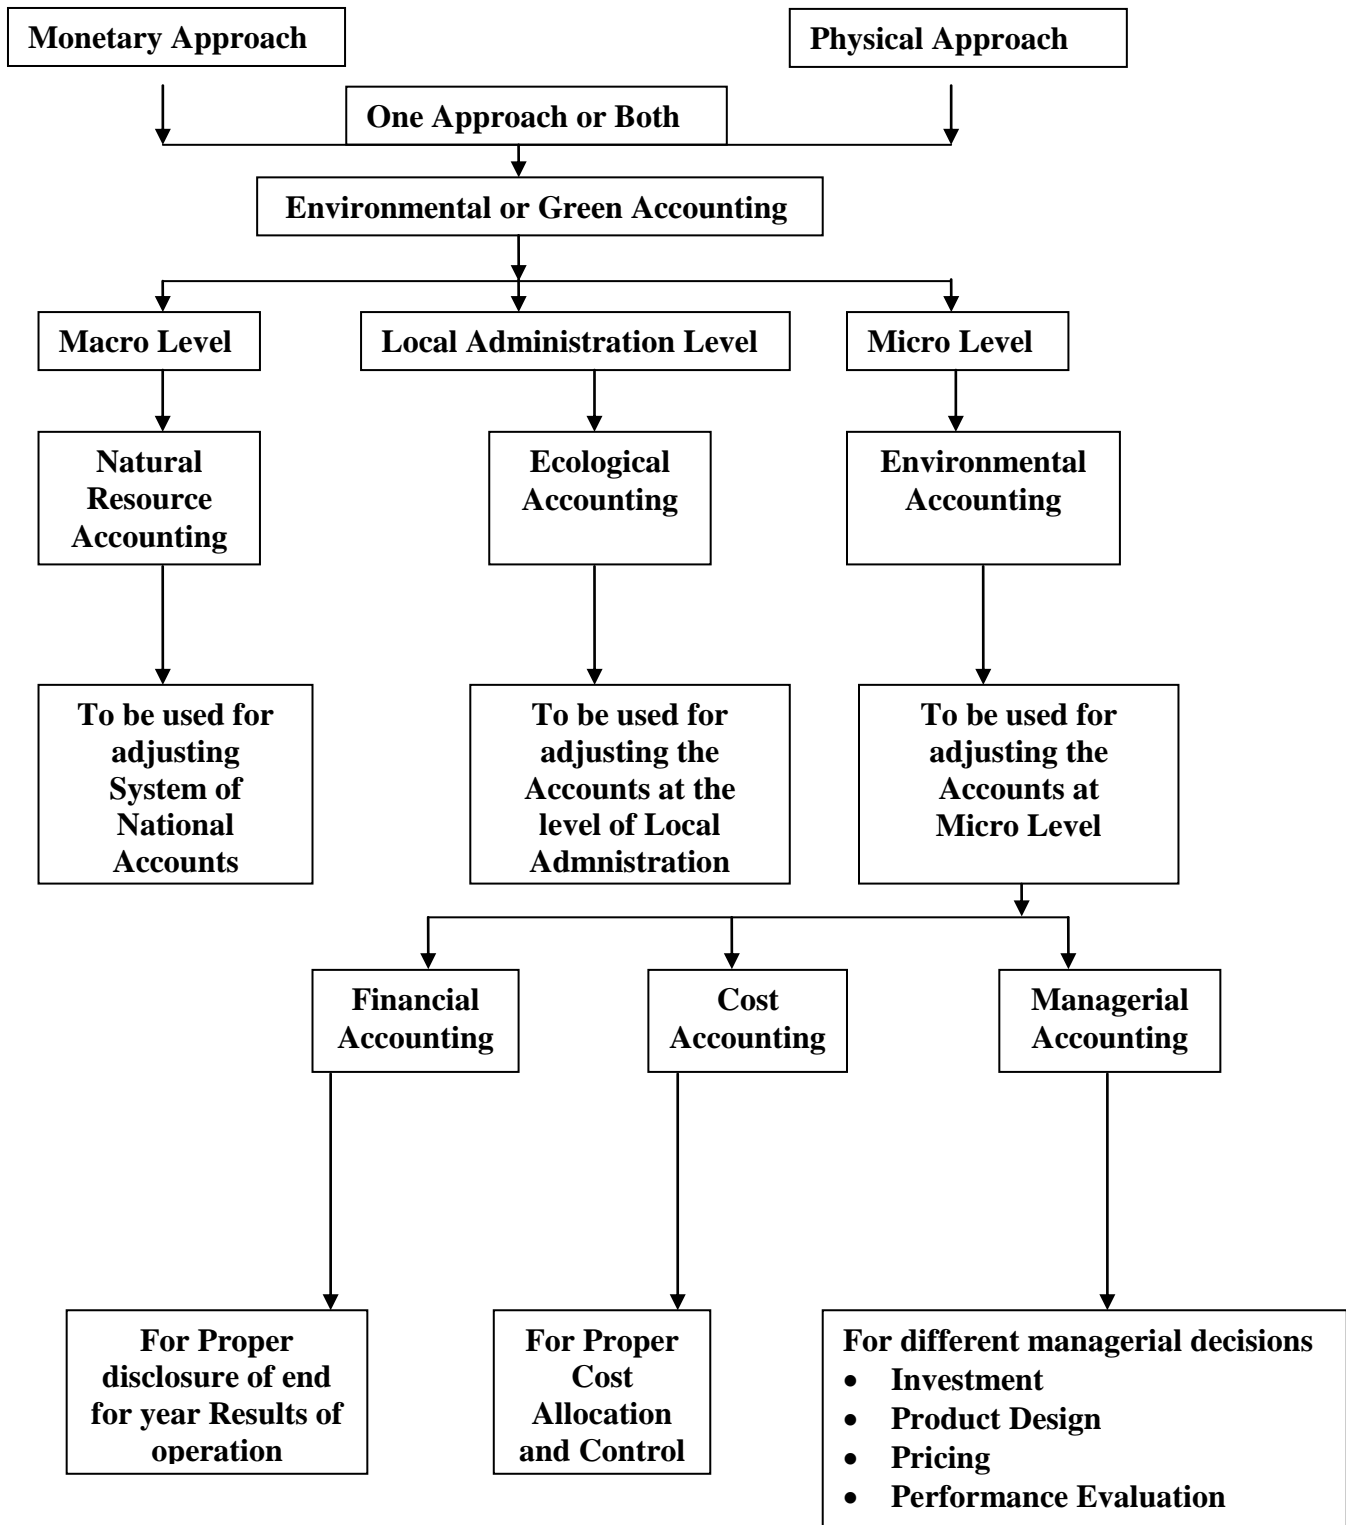 Monetary Approach
Physical Approach
One Approach or Both
Environmental or Green Accounting
Macro Level
Local Administration Level
Micro Level
Natural
Resource
Accounting
Ecological
Accounting
Environmental
Accounting
To be used for
adjusting
System of
National
Accounts
To be used for
adjusting the
Accounts at the
level of Local
Admnistration
To be used for
adjusting the
Accounts at
Micro Level
Financial
Accounting
Cost
Accounting
Managerial
Accounting
For Proper
disclosure of end
for year Results of
operation
For Proper
Cost
Allocation
and Control
For different managerial decisions
• Investment
• Product Design
• Pricing
• Performance Evaluation